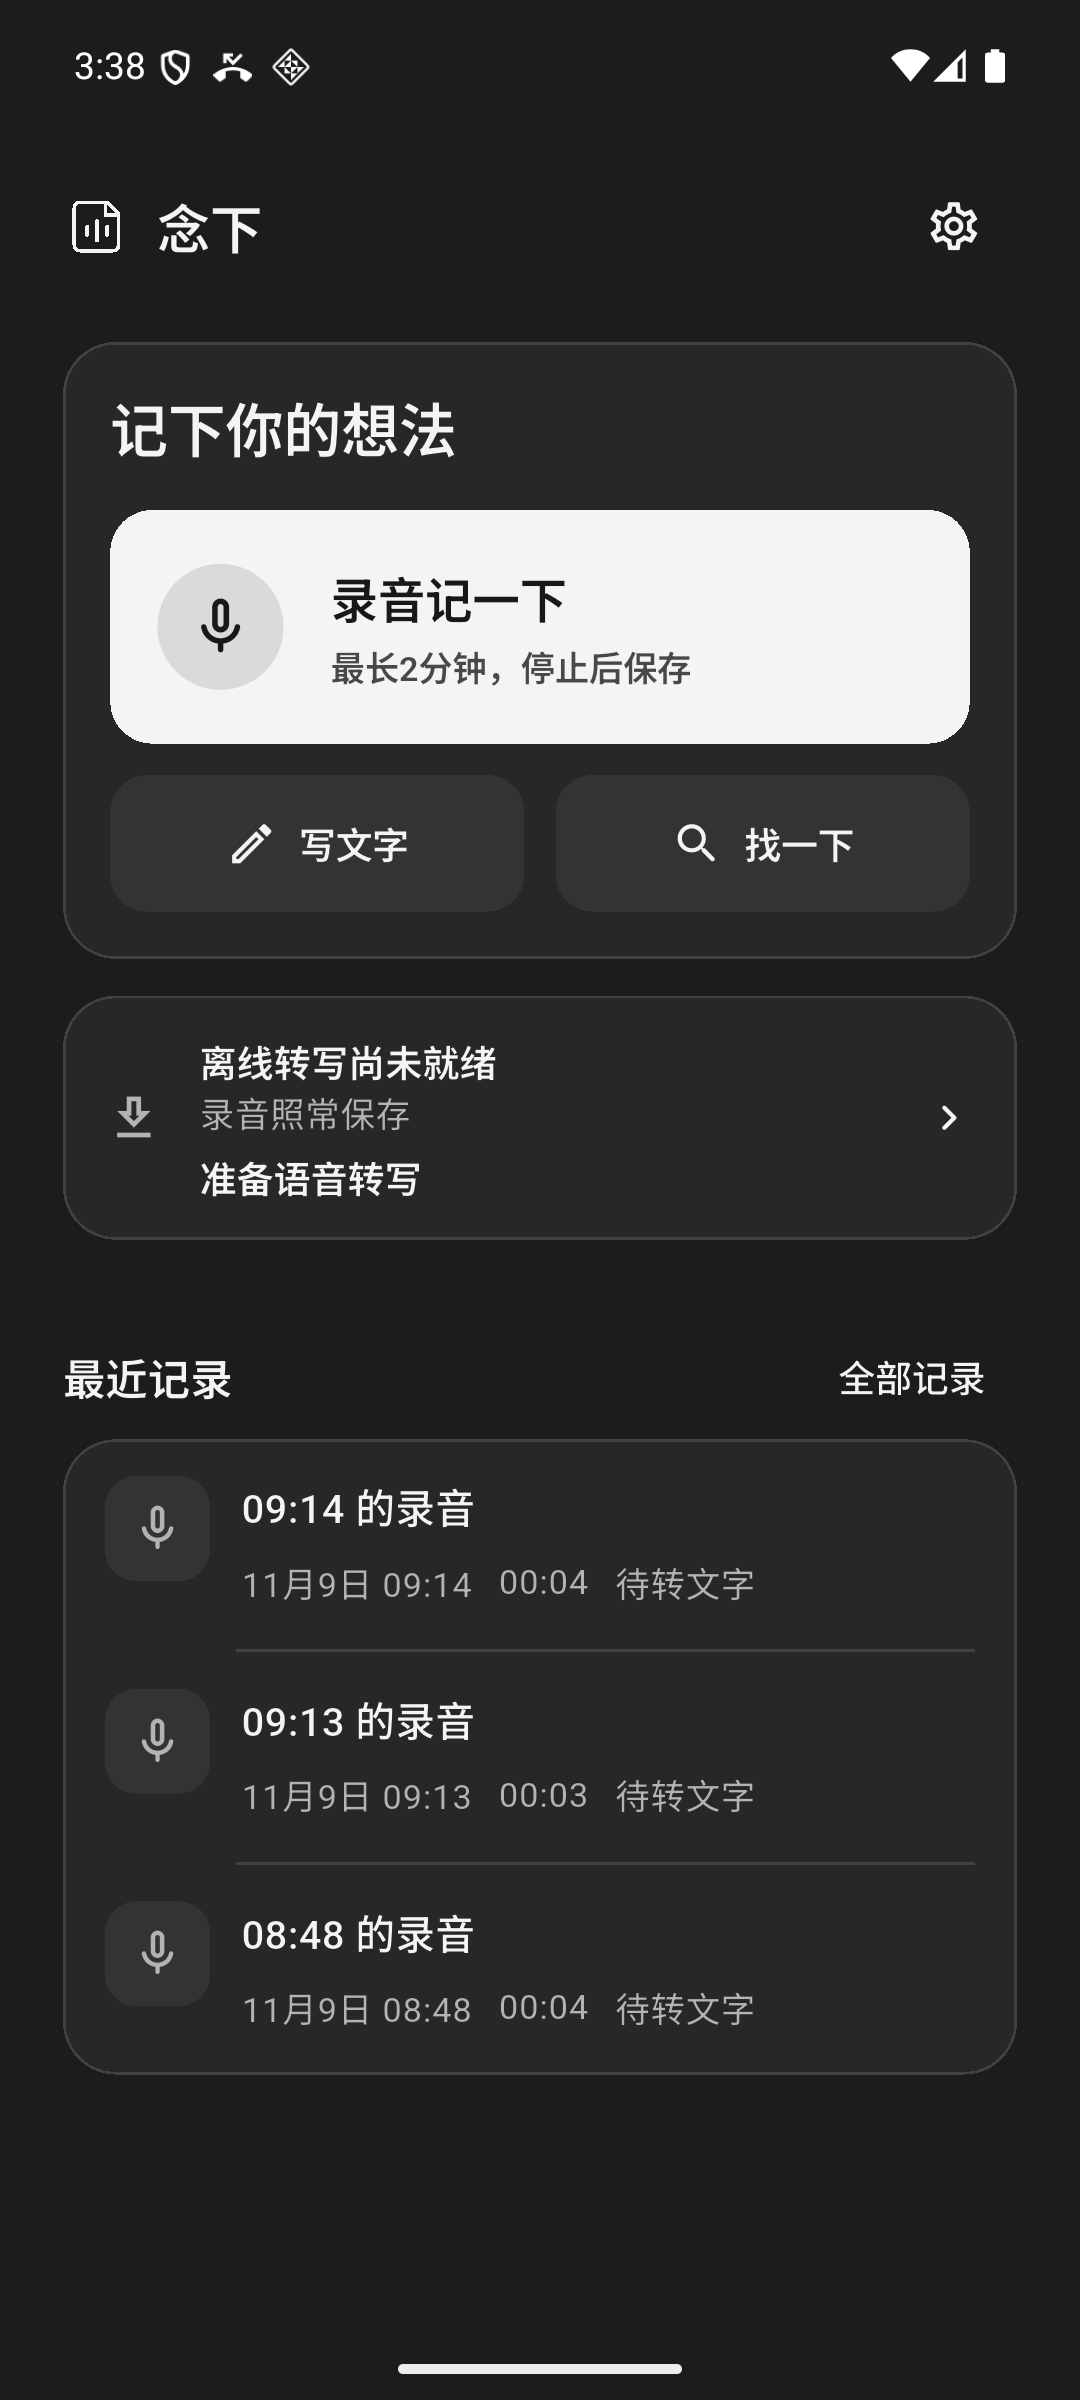 3:38
念下
记下你的想法
录音记一下
最长2分钟，停止后保存
写文字
找一下
离线转写尚未就绪
录音照常保存
准备语音转写
最近记录
全部记录
09:14 的录音
11月9日 09:14 00:04 待转文字
09:13 的录音
11月9日 09:13 00:03 待转文字
08:48 的录音
11月9日 08:48 00:04 待转文字